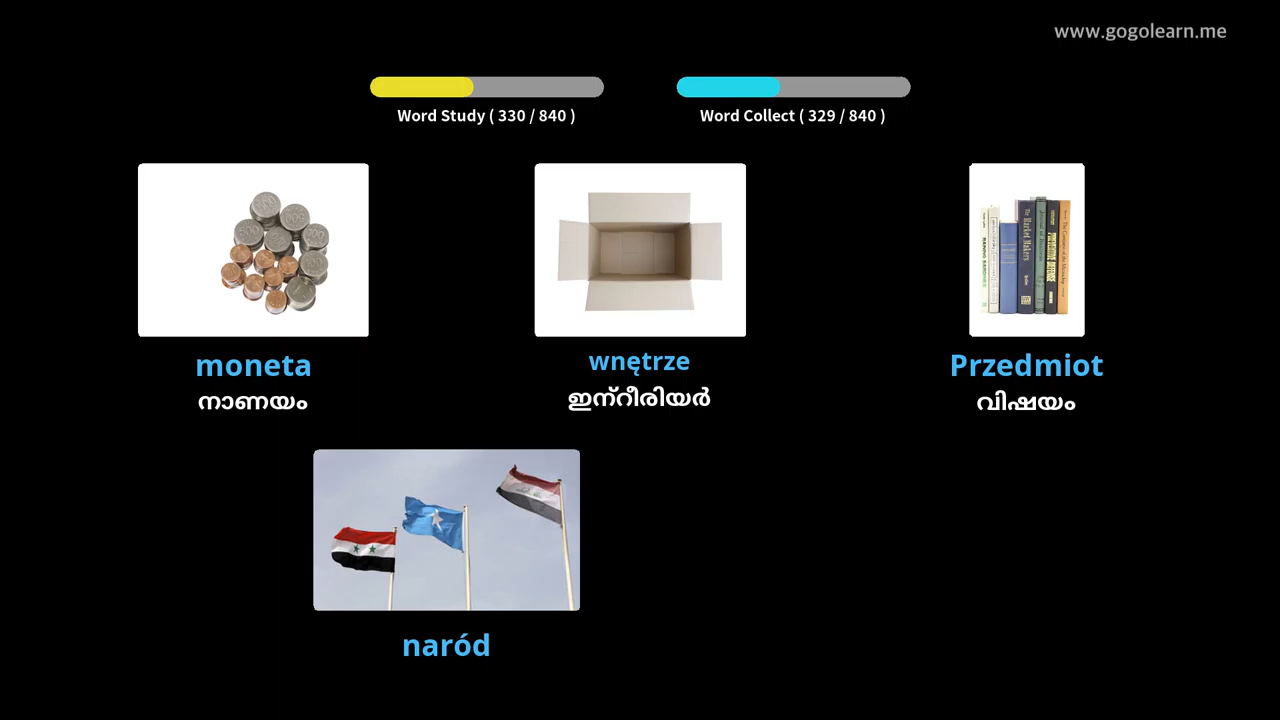 www.gogolearn.me
Word Study ( 330 / 840 )
Word Collect ( 329 / 840 )
moneta
നാണയം
wnętrze
ഇന്റീരിയർ
Przedmiot
വിഷയം
naród